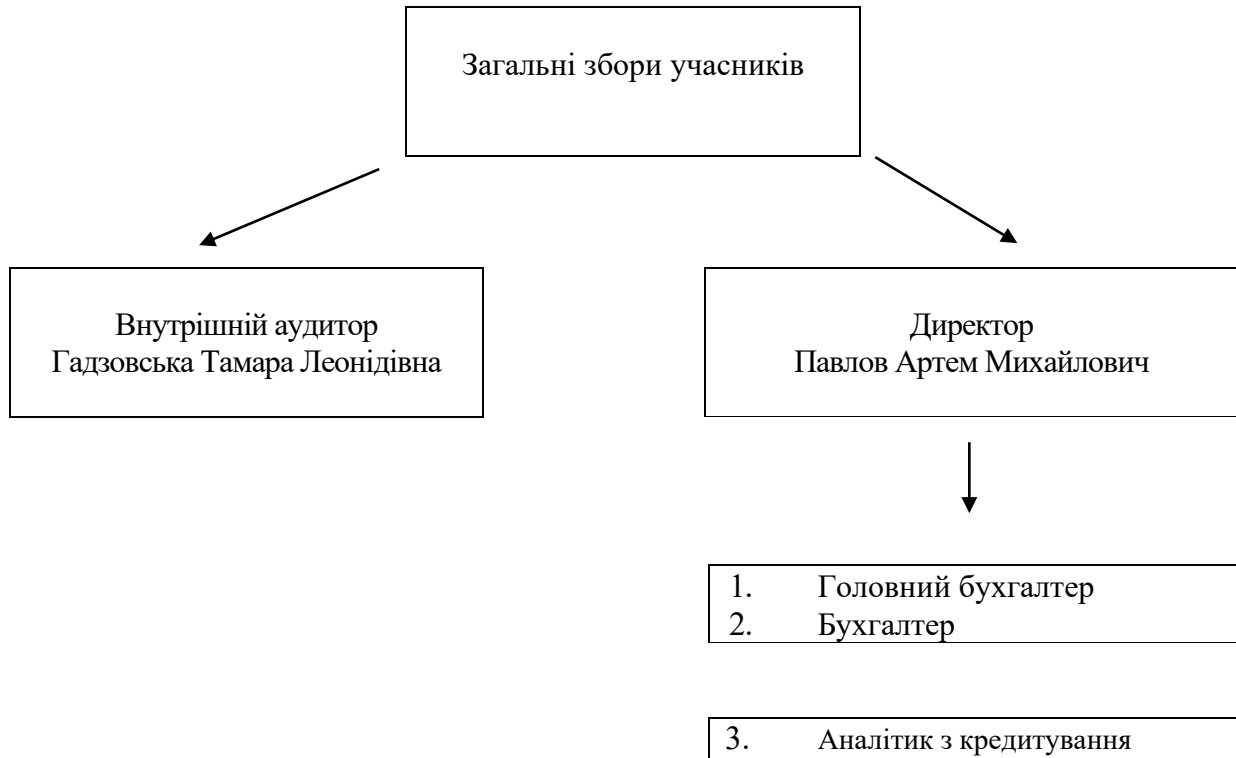 Загальні збори учасників
Внутрішній аудитор
Гадзовська Тамара Леонідівна
Директор
Павлов Артем Михайлович
1. Головний бухгалтер
2. Бухгалтер
3. Аналітик з кредитування